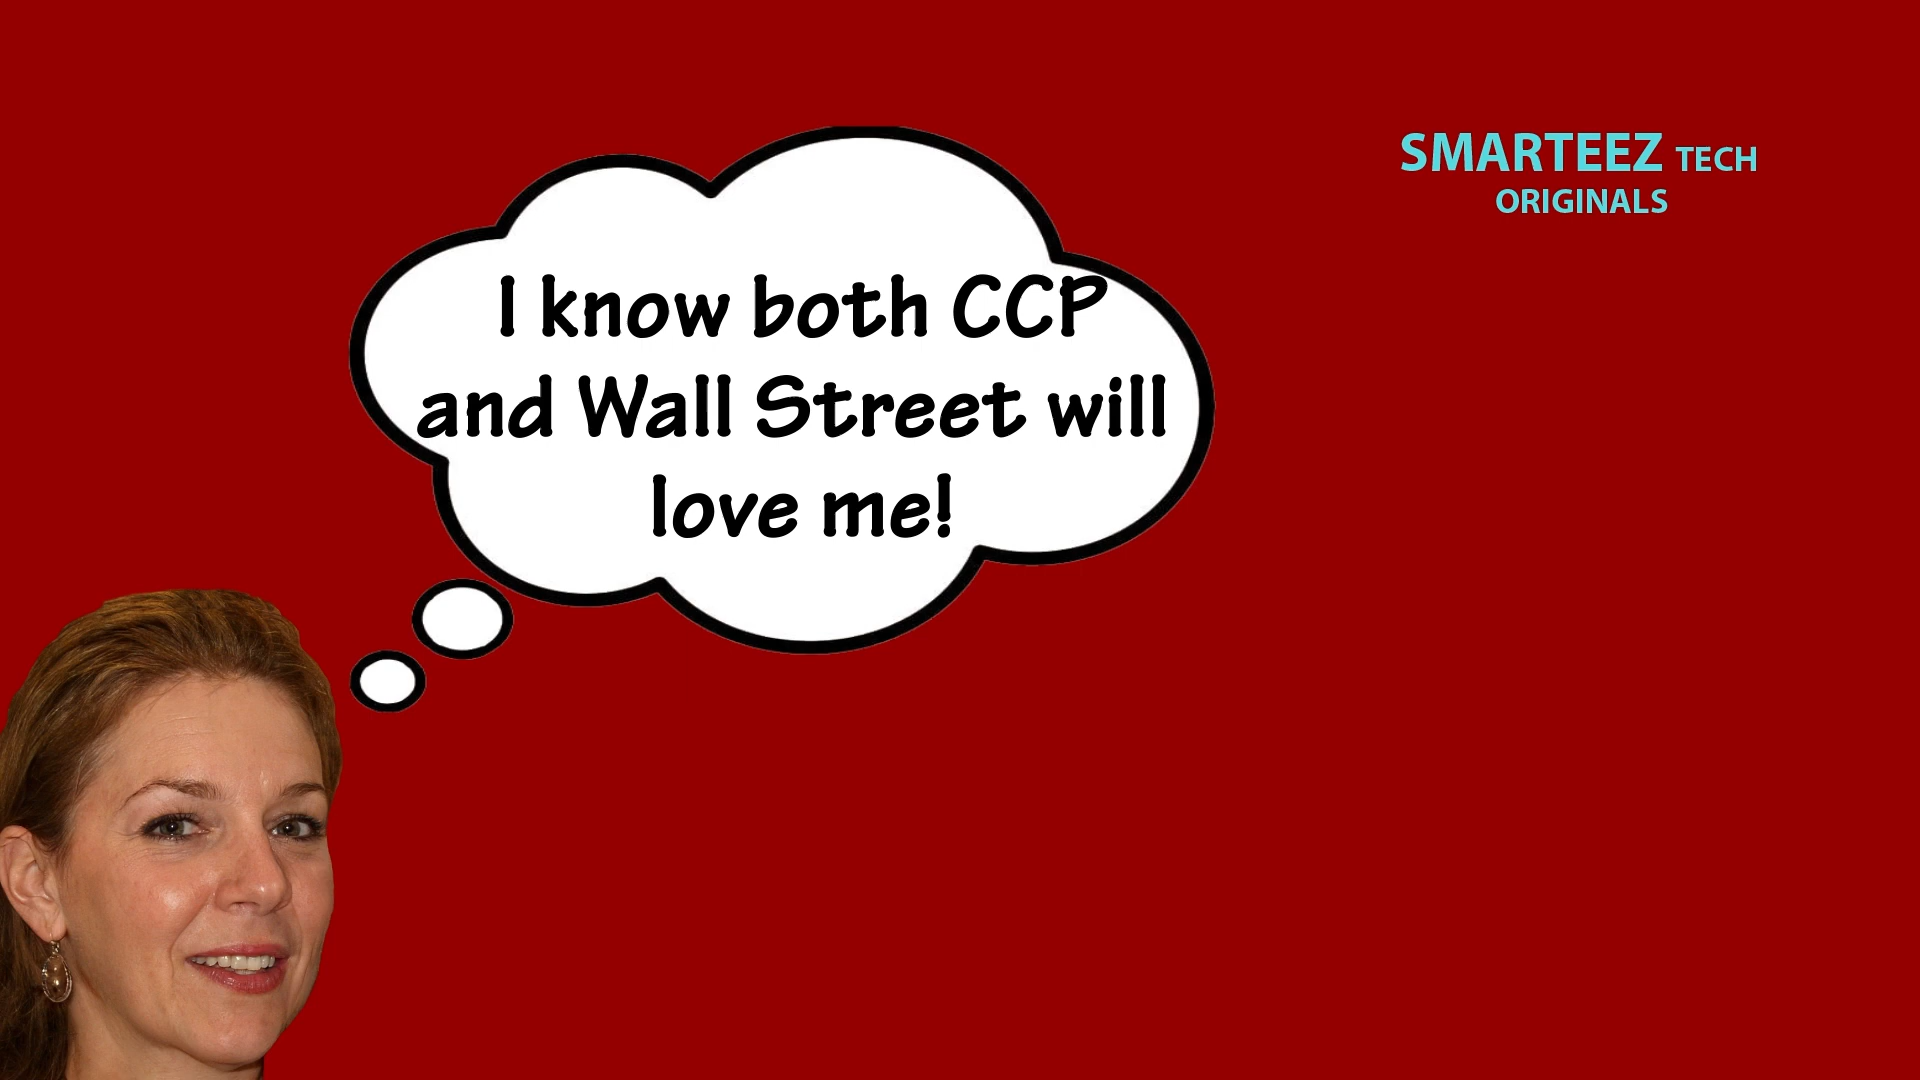 SMARTEEZ TECH
ORIGINALS
I know both CCP
and Wall Street will
love me!